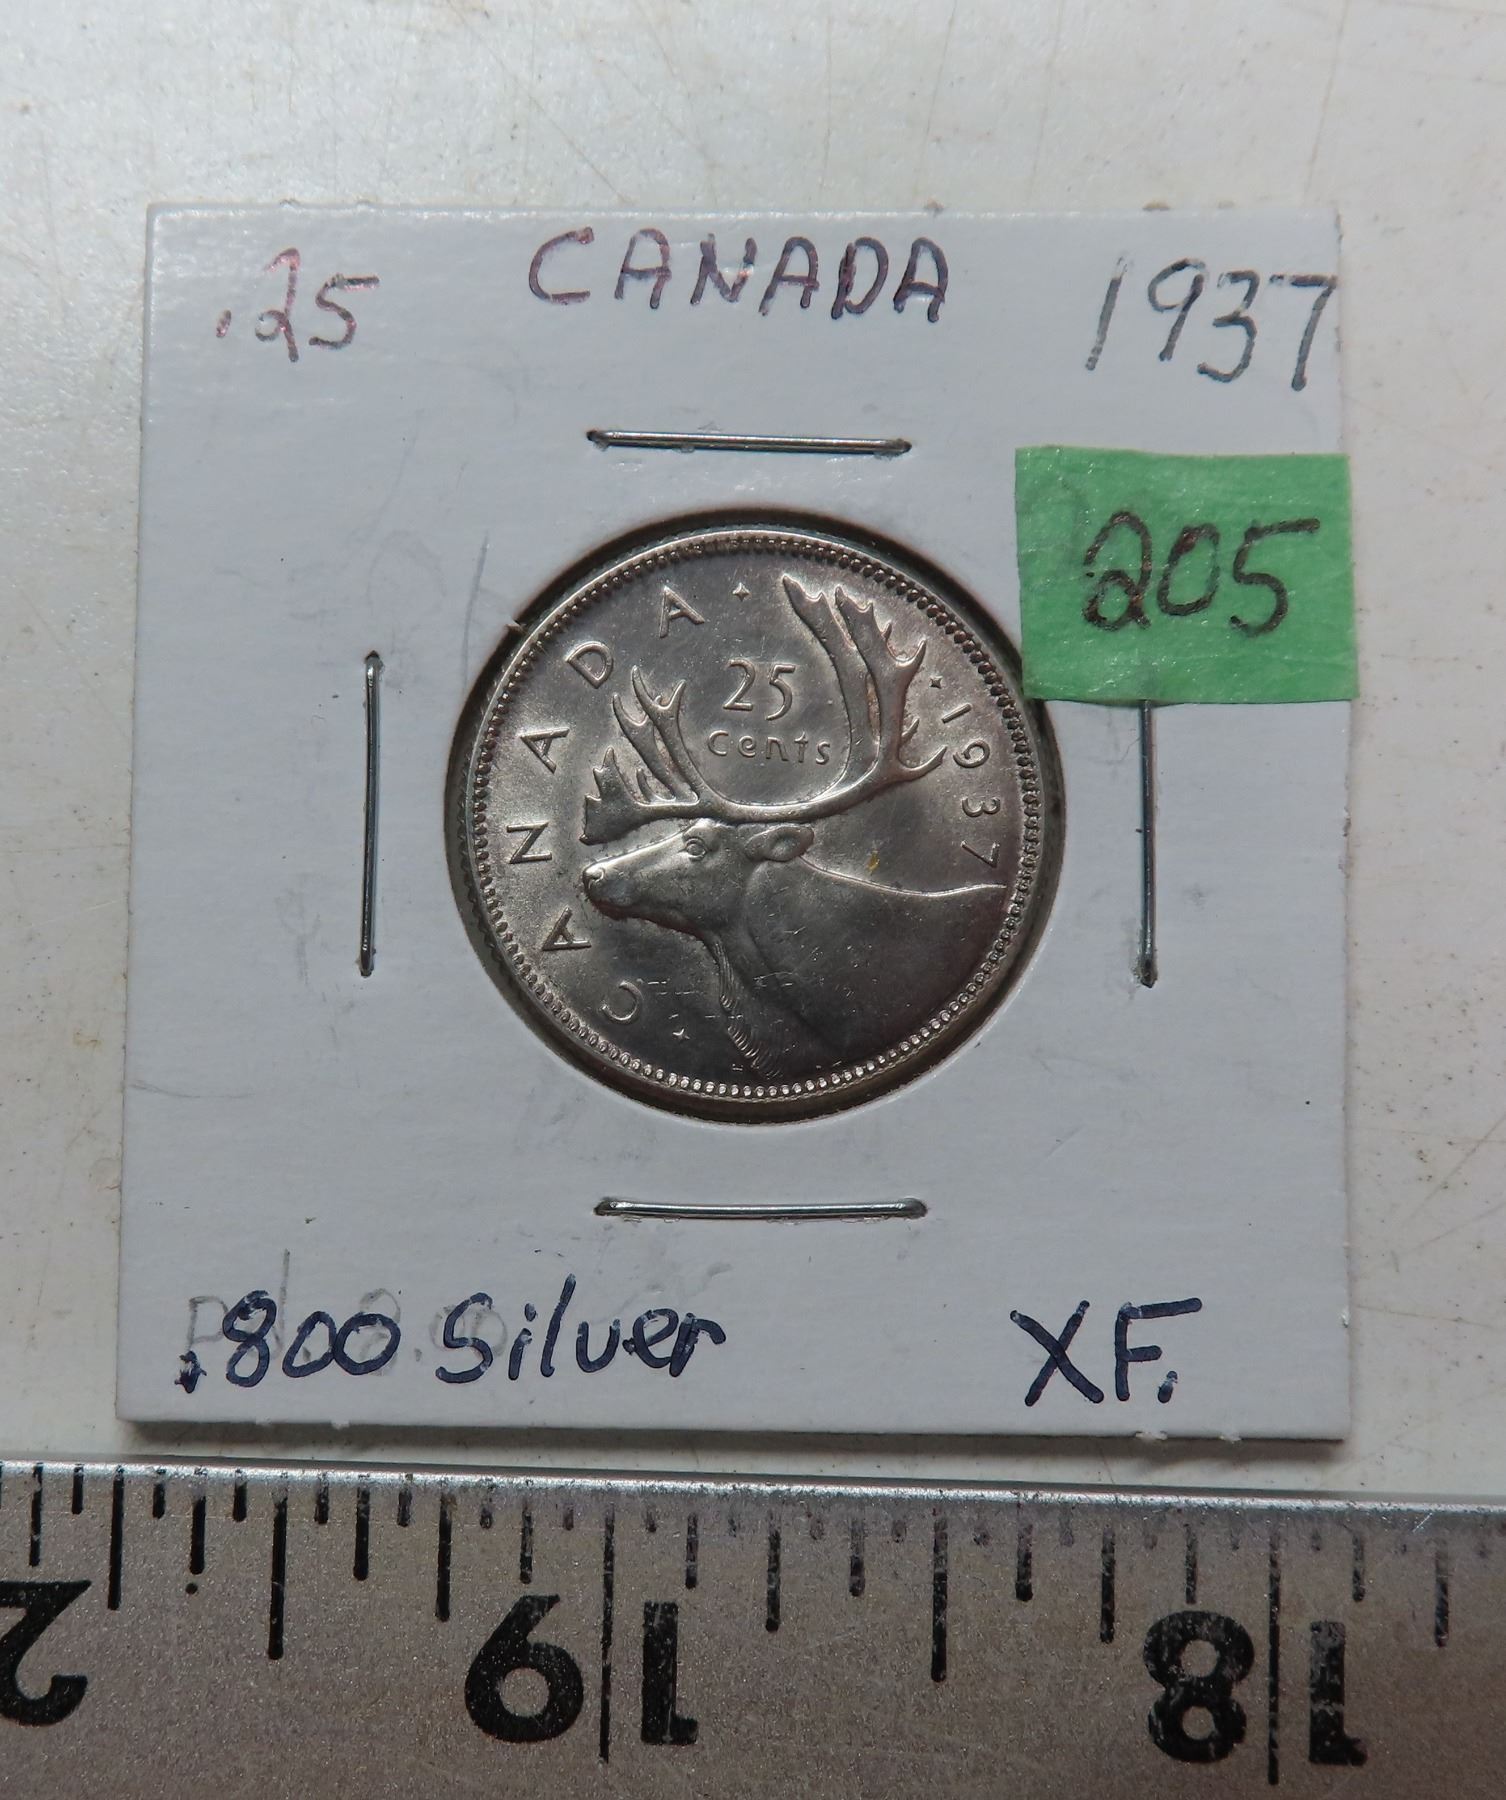 .25 CANADA 1937
205
CANADA
25
cents
1937
.800 Silver XF.
2
19
18